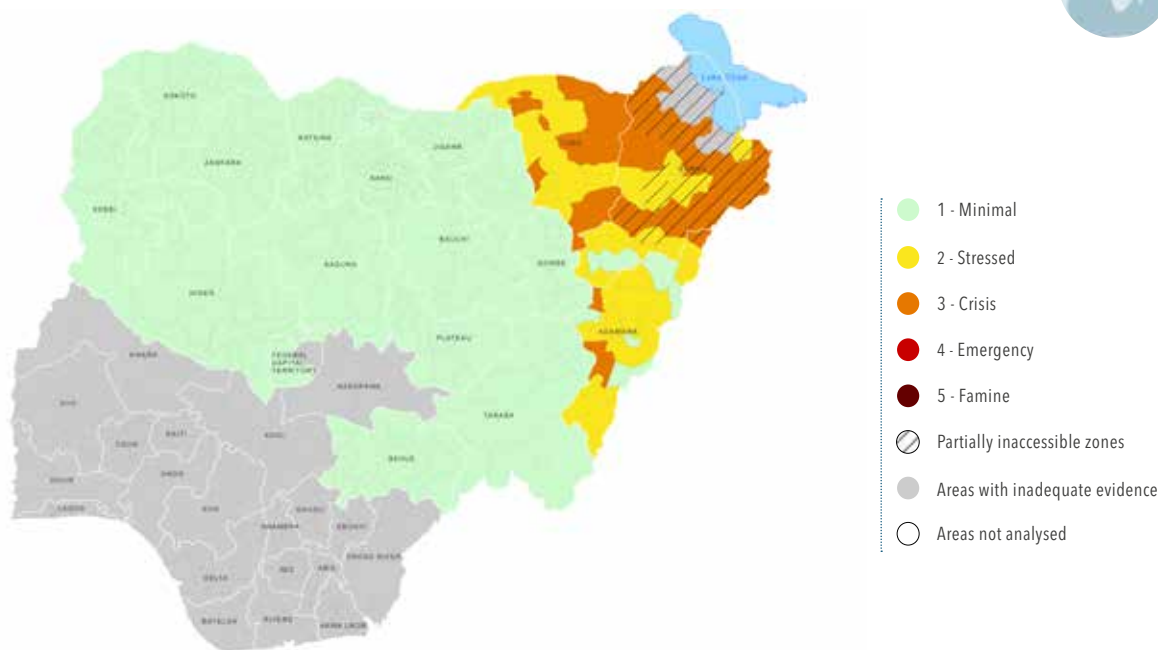 Lake Chad
SOKOTO
KATSINA
JIGAWA
ZAMFARA
KANO
KEBBI
BAUCHI
GOMBE
KADUNA
NIGER
ADAMAWA
PLATEAU
FEDERAL
CAPITAL
TERRITORY
KWARA
NASARAWA
OYO
TARABA
EKITI
KOGI
OSUN
BENUE
ONDO
OGUN
LAGOS
EDO
ENUGU
ANAMBRA
EBONYI
CROSS RIVER
IMO
ABIA
DELTA
BAYELSA
RIVERS
AKWA IBOM
1 - Minimal
2 - Stressed
3 - Crisis
4 - Emergency
5 - Famine
Partially inaccessible zones
Areas with inadequate evidence
Areas not analysed